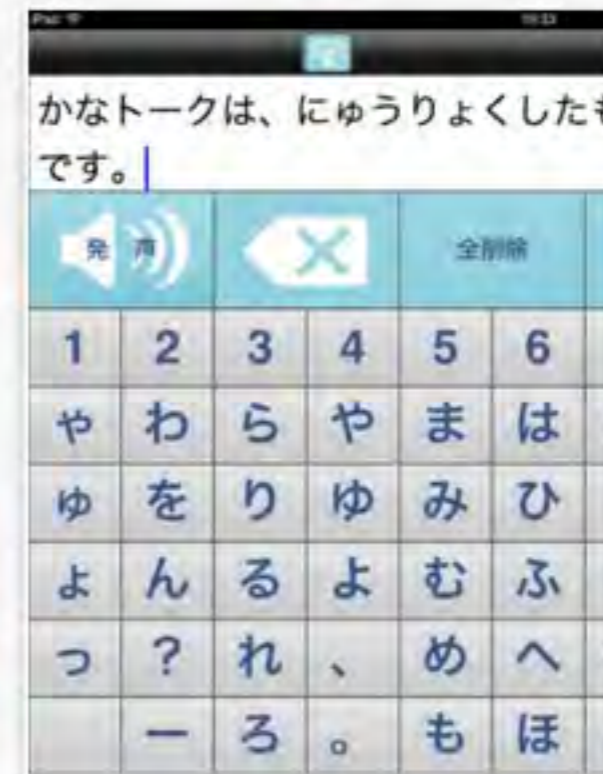 iPad
かなトークは、にゅうりょくしたも
です。
発声
全削除
1 2 3 4 5 6
ゃ わ ら や ま は
ゅ を り ゆ み ひ
ょ ん る よ む ふ
っ ? れ 、 め へ
ー ろ 。 も ほ